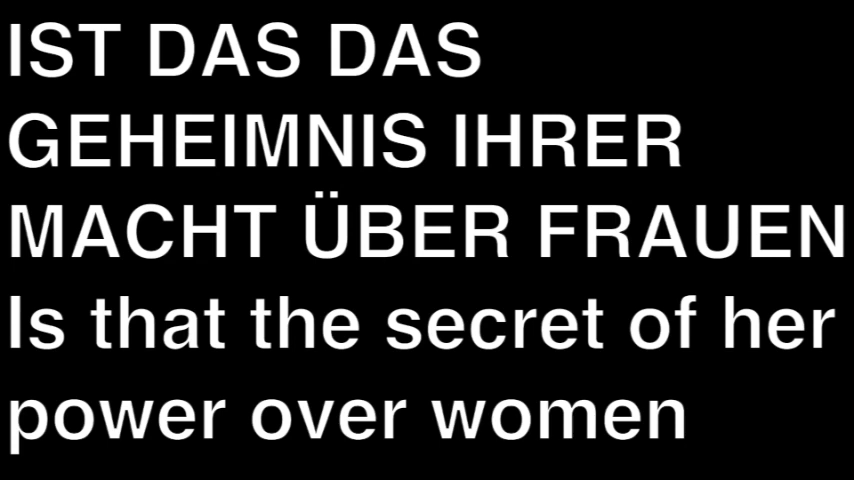 IST DAS DAS
GEHEIMNIS IHRER
MACHT ÜBER FRAUEN
Is that the secret of her
power over women